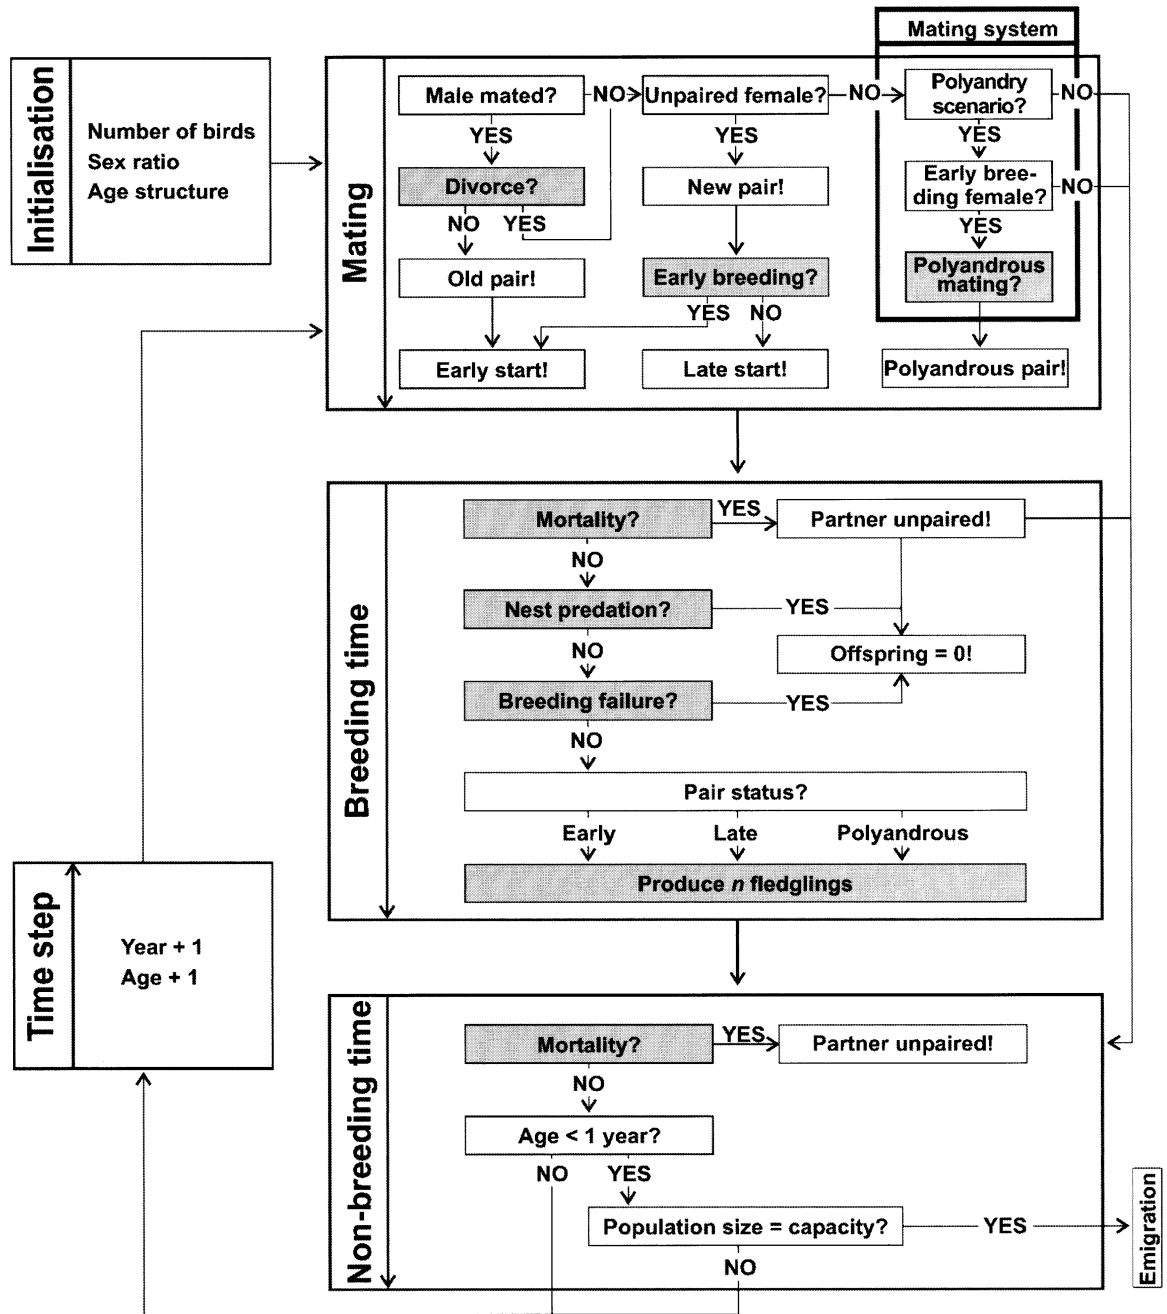 Mating system
Initialisation
Number of birds
Sex ratio
Age structure
Mating
Male mated?
NO
Unpaired female?
NO
Polyandry
scenario?
NO
YES
YES
YES
Divorce?
New pair!
Early bree-
ding female?
NO
NO
YES
YES
Old pair!
Early breeding?
Polyandrous
mating?
YES
NO
Early start!
Late start!
Polyandrous pair!
Breeding time
Mortality?
YES
Partner unpaired!
NO
Nest predation?
YES
NO
Offspring = 0!
Breeding failure?
YES
NO
Pair status?
Early
Late
Polyandrous
Produce n fledglings
Time step
Year + 1
Age + 1
Non-breeding time
Mortality?
YES
Partner unpaired!
NO
Age < 1 year?
NO
YES
Population size = capacity?
YES
Emigration
NO